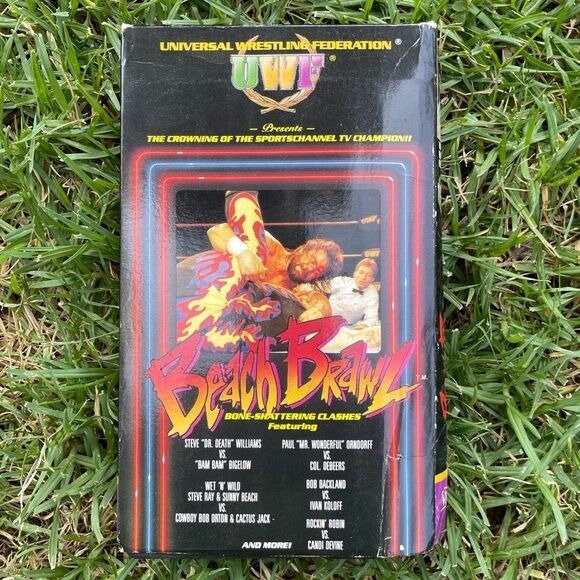 UNIVERSAL WRESTLING FEDERATION ®
UWF ®
— Presents —
THE CROWNING OF THE SPORTSCHANNEL TV CHAMPION!!
BEACH BRAWL ™
BONE-SHATTERING CLASHES
Featuring
STEVE "DR. DEATH" WILLIAMS
VS.
"BAM BAM" BIGELOW
WET 'N' WILD
STEVE RAY & SUNNY BEACH
VS.
COWBOY BOB ORTON & CACTUS JACK
PAUL "MR. WONDERFUL" ORNDORFF
VS.
COL. DEBEERS
BOB BACKLAND
VS.
IVAN KOLOFF
ROCKIN' ROBIN
VS.
CANDI DEVINE
AND MORE!